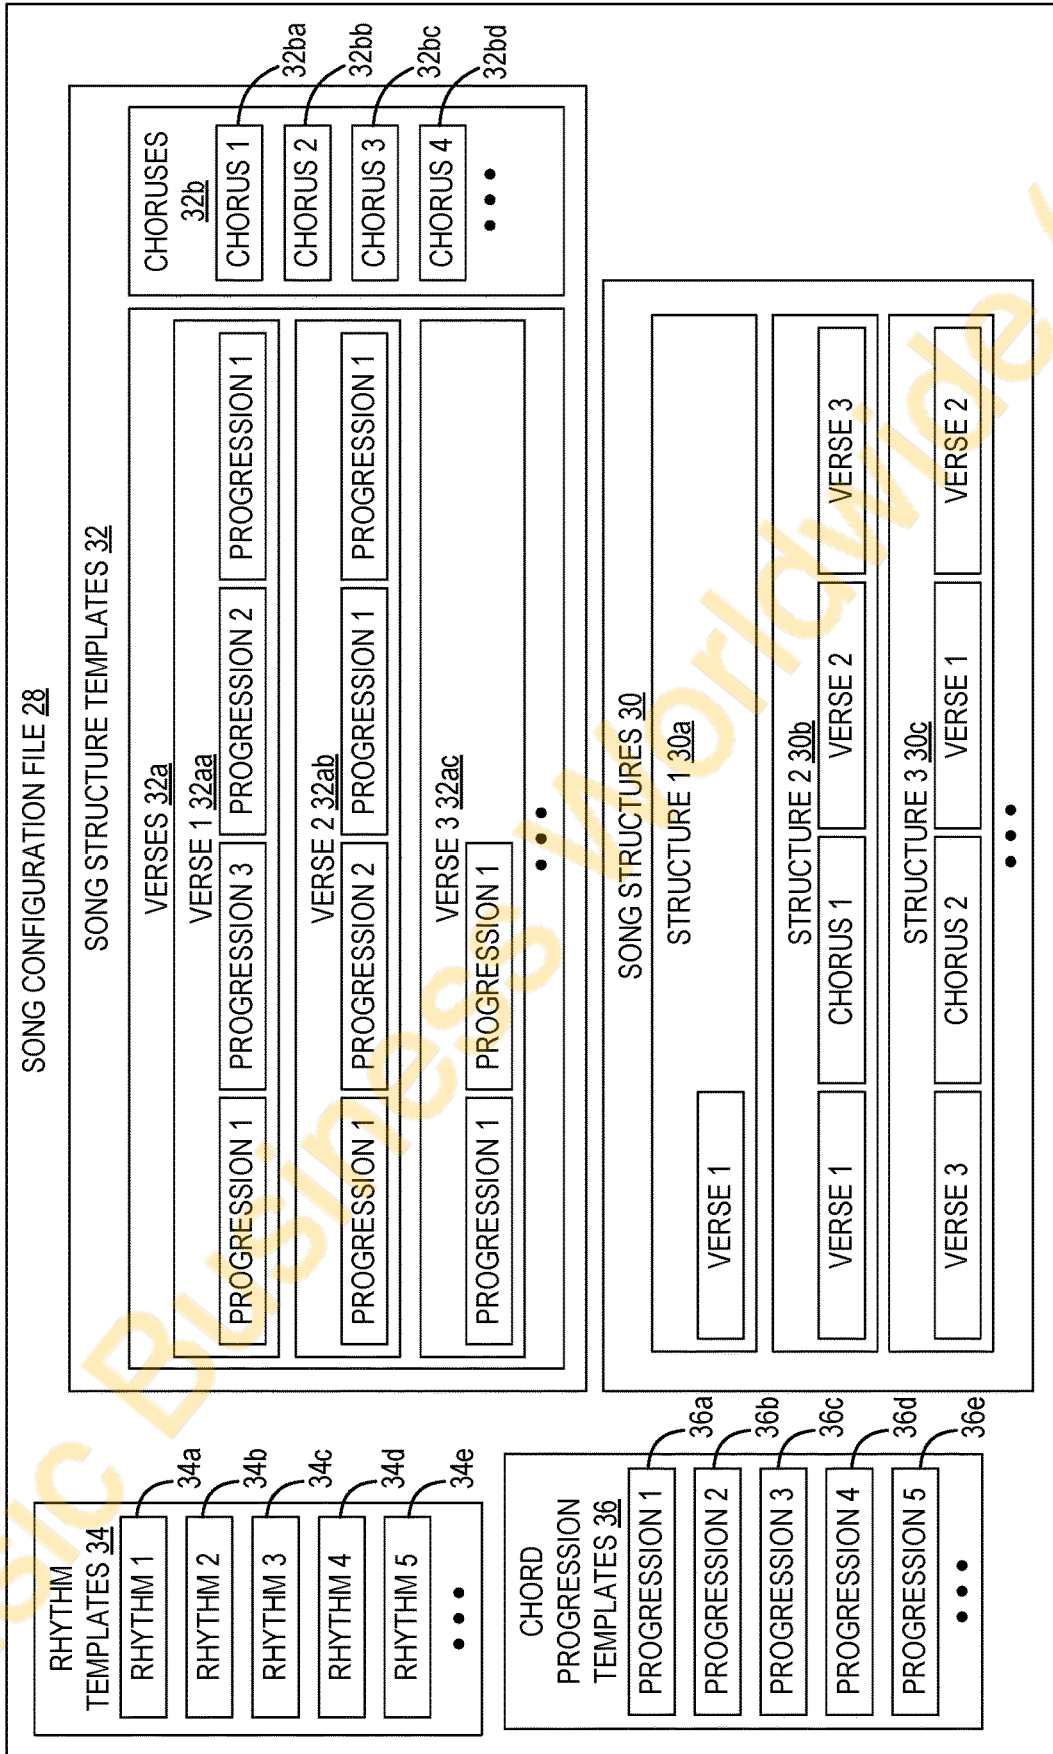 SONG CONFIGURATION FILE 28
RHYTHM
TEMPLATES 34
RHYTHM 1
34a
RHYTHM 2
34b
RHYTHM 3
34c
RHYTHM 4
34d
RHYTHM 5
34e
CHORD
PROGRESSION
TEMPLATES 36
PROGRESSION 1
36a
PROGRESSION 2
36b
PROGRESSION 3
36c
PROGRESSION 4
36d
PROGRESSION 5
36e
SONG STRUCTURE TEMPLATES 32
VERSES 32a
VERSE 1 32aa
PROGRESSION 1 PROGRESSION 3 PROGRESSION 2 PROGRESSION 1
VERSE 2 32ab
PROGRESSION 1 PROGRESSION 2 PROGRESSION 1 PROGRESSION 1
VERSE 3 32ac
PROGRESSION 1 PROGRESSION 1
CHORUSES
32b
CHORUS 1
32ba
CHORUS 2
32bb
CHORUS 3
32bc
CHORUS 4
32bd
SONG STRUCTURES 30
STRUCTURE 1 30a
VERSE 1
STRUCTURE 2 30b
VERSE 1 CHORUS 1 VERSE 2 VERSE 3
STRUCTURE 3 30c
VERSE 3 CHORUS 2 VERSE 1 VERSE 2
sic Business Worldwide